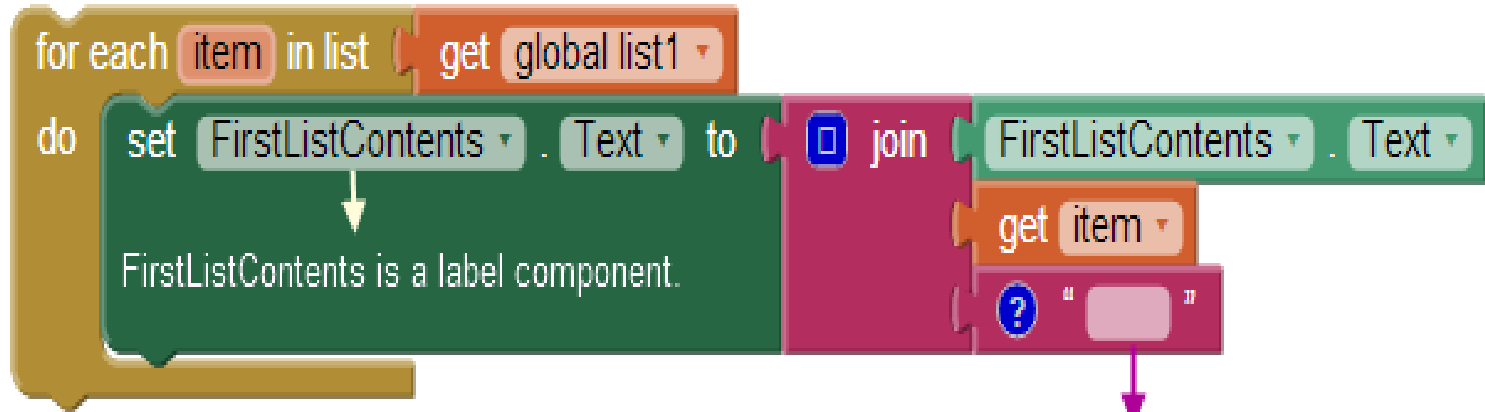 for each item in list get global list1
do set FirstListContents . Text to join FirstListContents . Text
get item
FirstListContents is a label component.
? “ ”